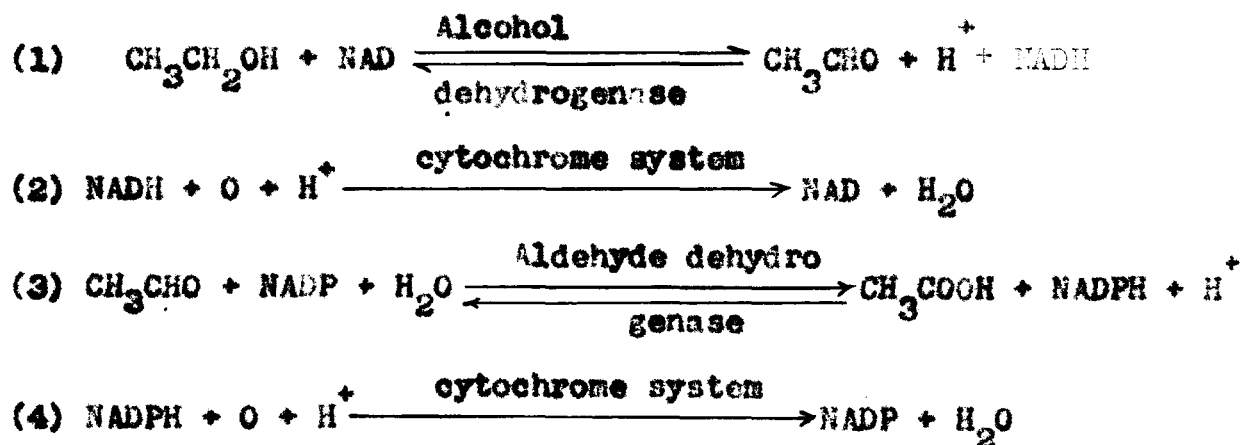 (1) CH3CH2OH + NAD Alcohol dehydrogenase CH3CHO + H+ + NADH
(2) NADH + O + H+ cytochrome system NAD + H2O
(3) CH3CHO + NADP + H2O Aldehyde dehydro genase CH3COOH + NADPH + H+
(4) NADPH + O + H+ cytochrome system NADP + H2O